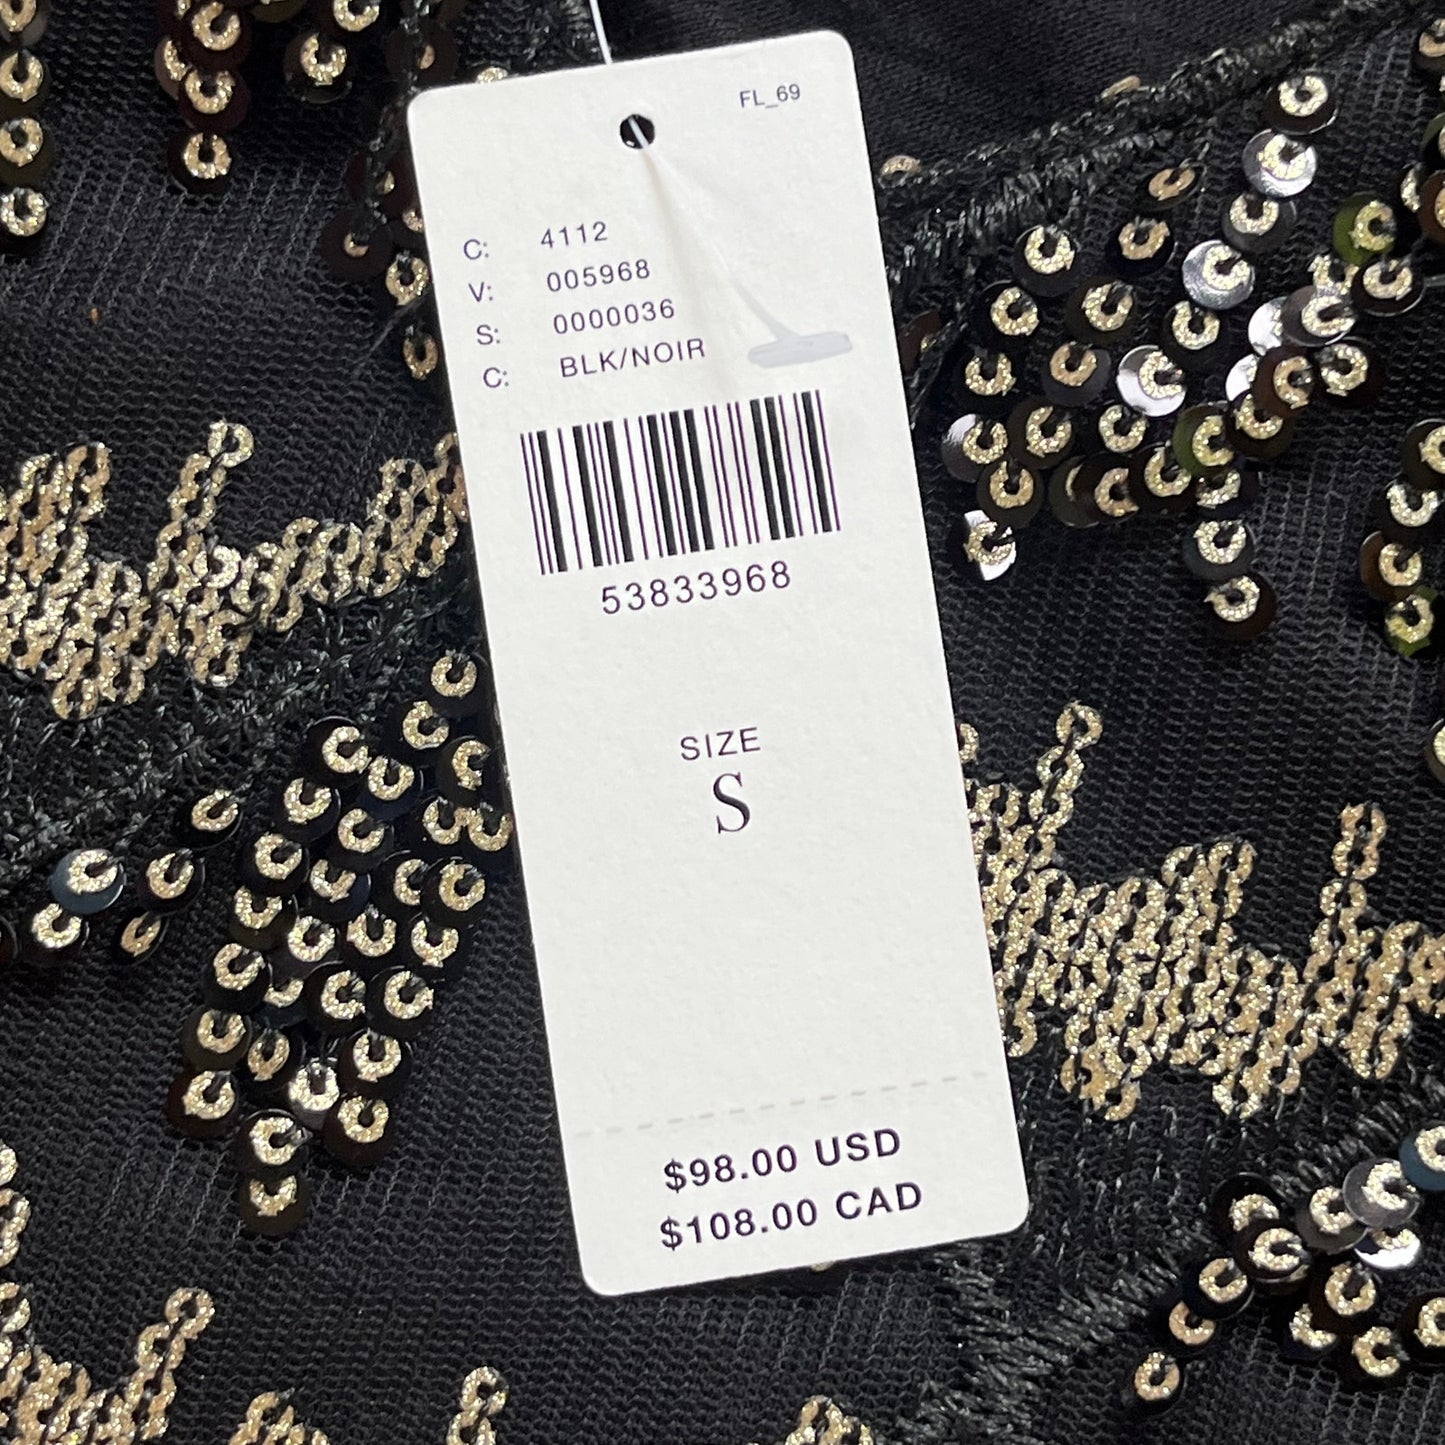 FL_69
C: 4112
V: 005968
S: 0000036
C: BLK/NOIR
53833968
SIZE
S
$98.00 USD
$108.00 CAD